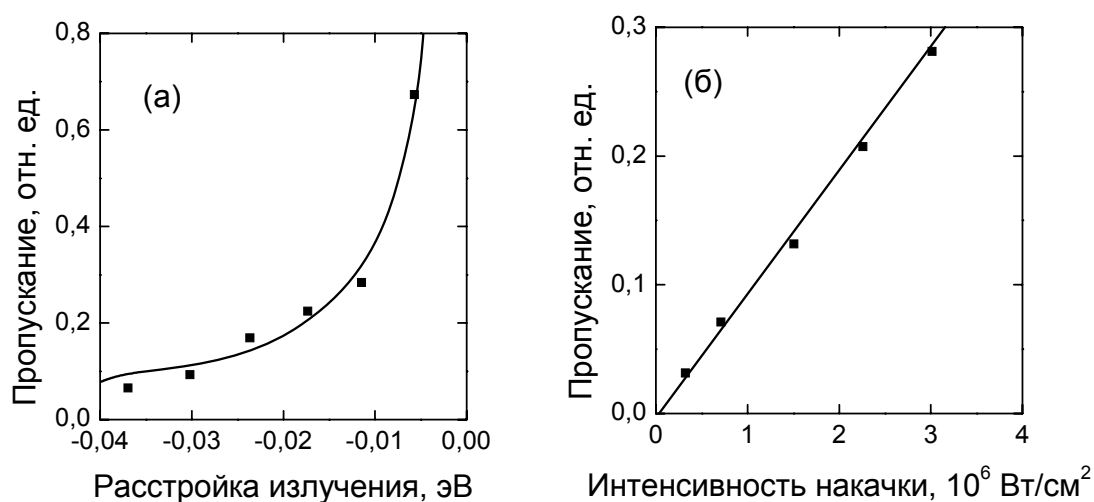 (а)
Пропускание, отн. ед.
0,8
0,6
0,4
0,2
0,0
-0,04 -0,03 -0,02 -0,01 0,00
Расстройка излучения, эВ
(б)
Пропускание, отн. ед.
0,3
0,2
0,1
0,0
0 1 2 3 4
Интенсивность накачки, 10⁶ Вт/см²